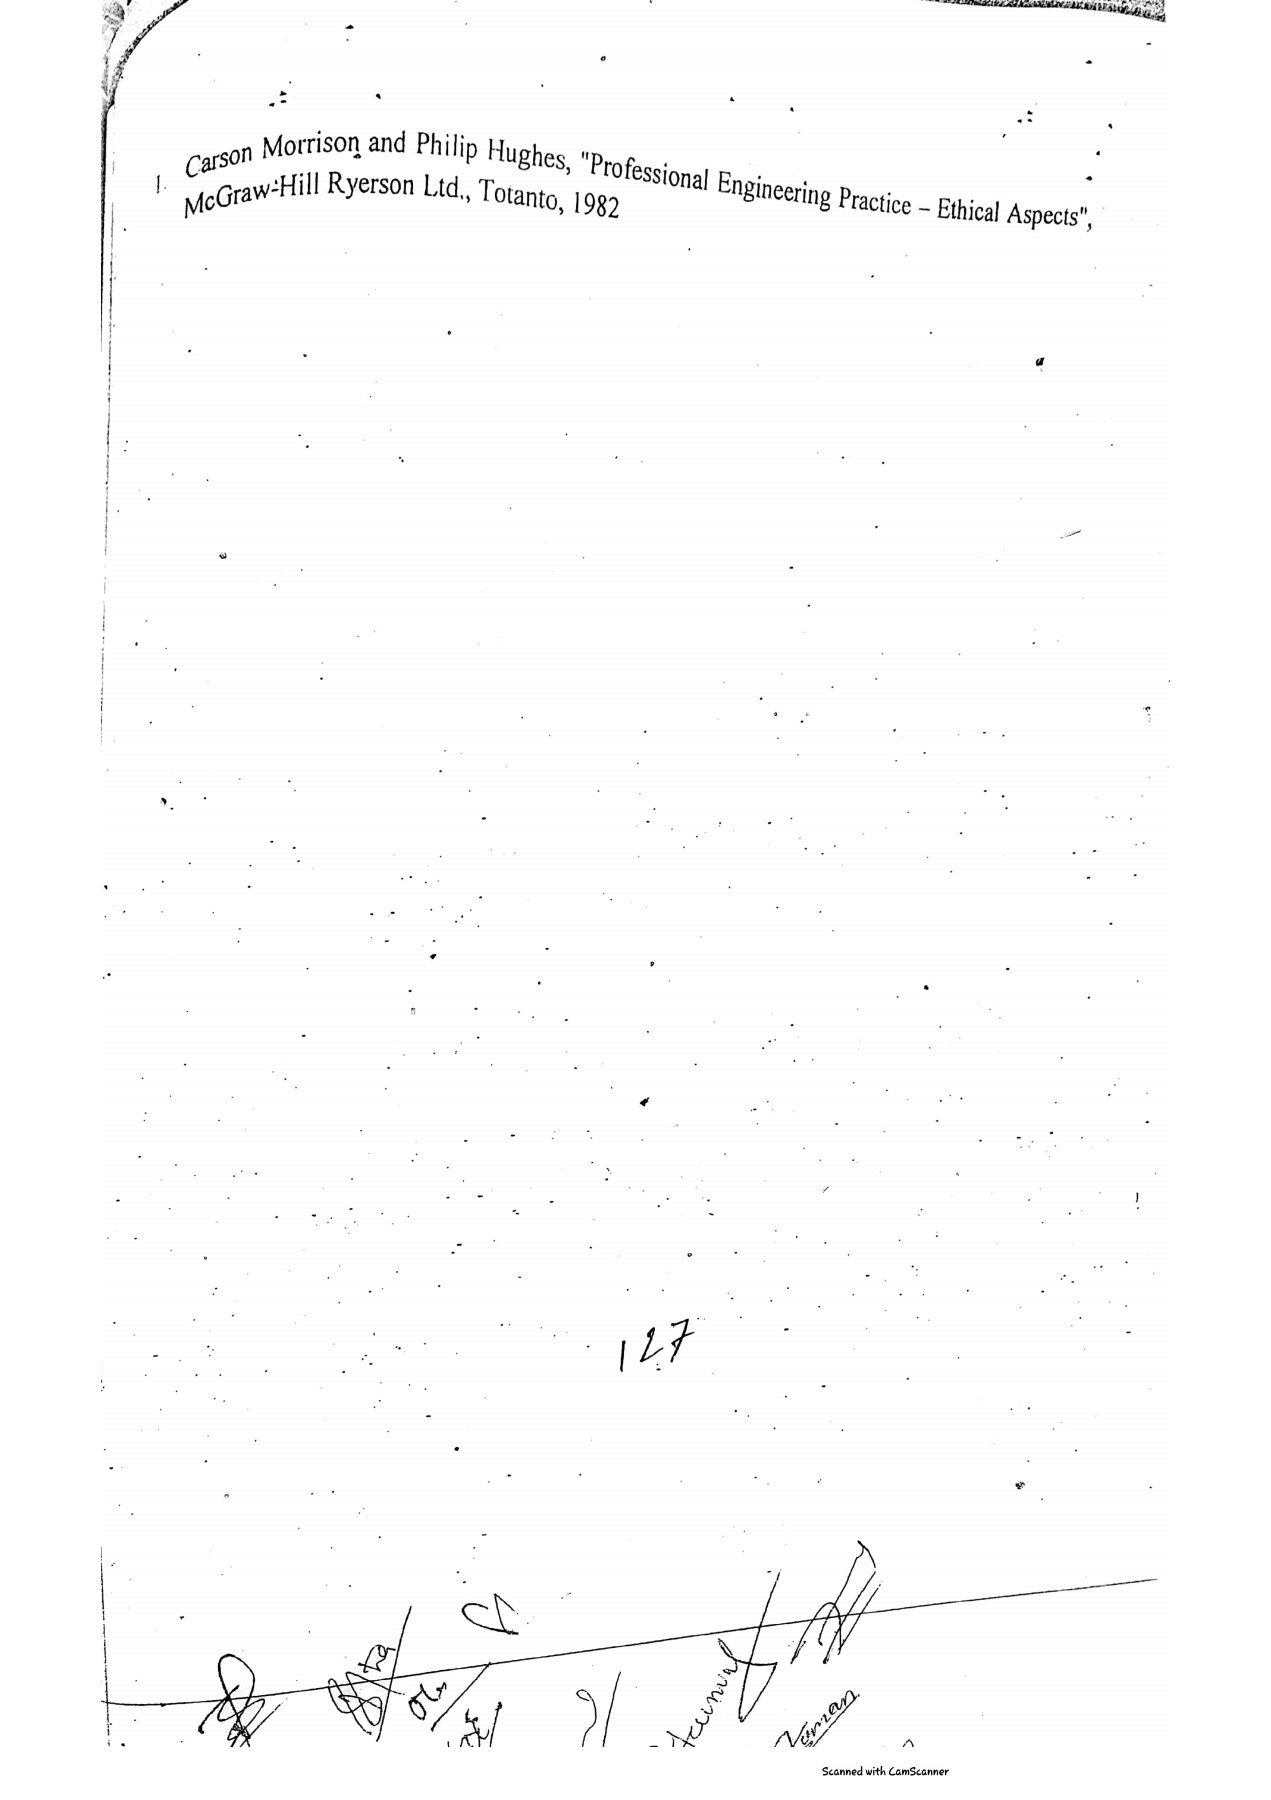 1. Carson Morrison and Philip Hughes, "Professional Engineering Practice – Ethical Aspects",
McGraw-Hill Ryerson Ltd., Totanto, 1982
127
Scanned with CamScanner